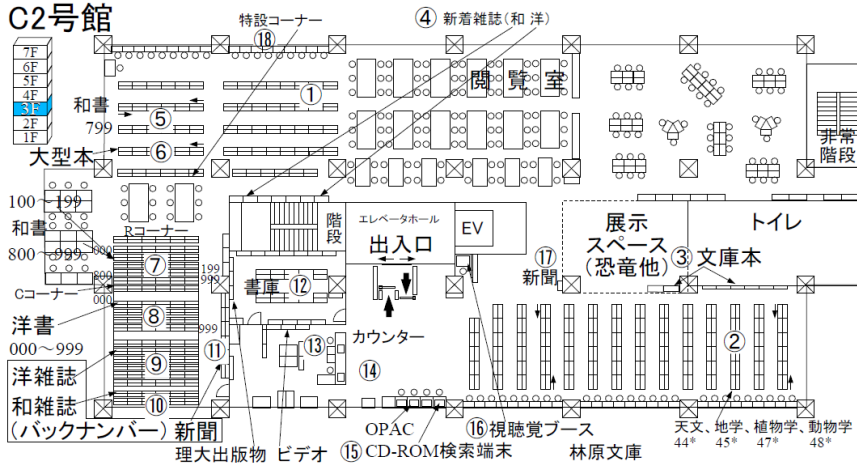 C2号館
7F
6F
5F
4F
3F
2F
1F
特設コーナー
⑱
④ 新着雑誌(和 洋)
①
閲覧室
和書
799
⑤
⑥
大型本
非常
階段
100~199
和書
800~999
Rコーナー
000
800
000
Cコーナー
⑦
199
999
階段
エレベータホール
出入口
EV
展示
スペース
(恐竜他)
トイレ
⑰
新聞
③ 文庫本
書庫
⑫
洋書
000~999
⑧
999
カウンター
②
洋雑誌
和雑誌
(バックナンバー)
⑨
⑩
⑪
⑬
⑭
新聞
理大出版物
ビデオ
OPAC
⑮ CD-ROM検索端末
⑯ 視聴覚ブース
林原文庫
天文、地学、植物学、動物学
44* 45* 47* 48*